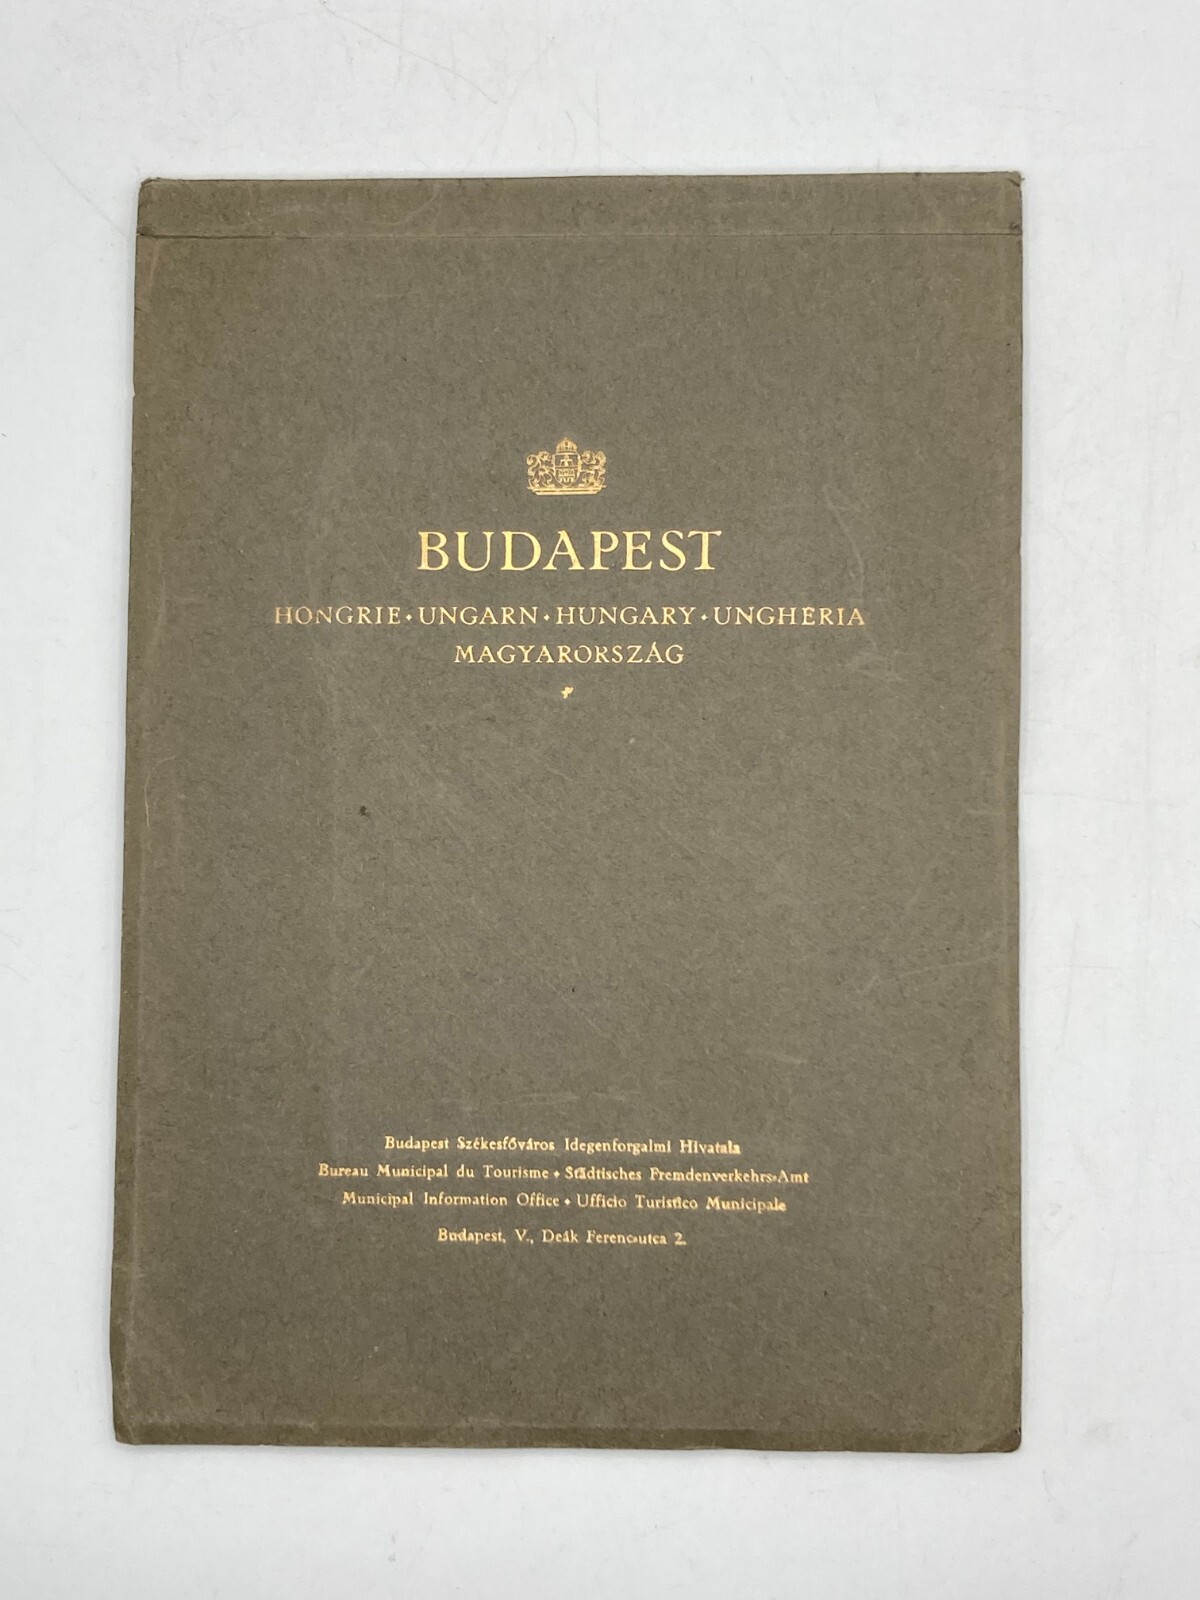 BUDAPEST
HONGRIE • UNGARN • HUNGARY • UNGHERIA
MAGYARORSZÁG
Budapest Székesfőváros Idegenforgalmi Hivatala
Bureau Municipal du Tourisme • Städtisches Fremdenverkehrs-Amt
Municipal Information Office • Ufficio Turistico Municipale
Budapest, V., Deák Ferenc-utca 2.